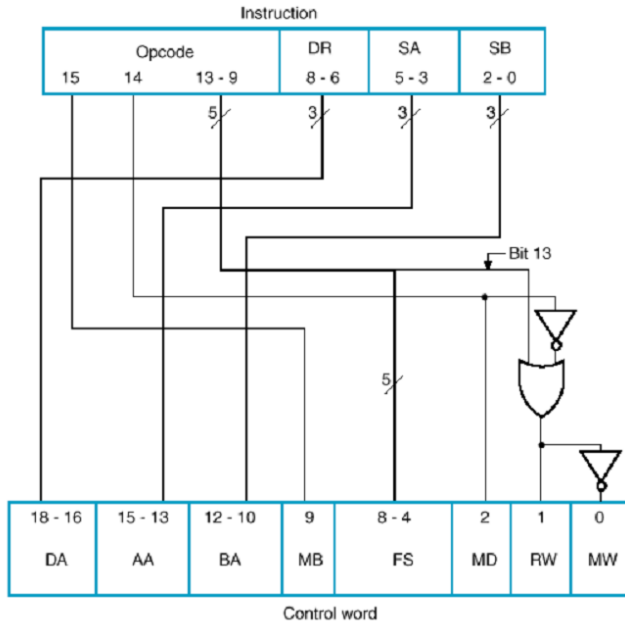 Instruction
Opcode DR SA SB
15 14 13 - 9 8 - 6 5 - 3 2 - 0
5 3 3 3
Bit 13
5
18 - 16 15 - 13 12 - 10 9 8 - 4 2 1 0
DA AA BA MB FS MD RW MW
Control word